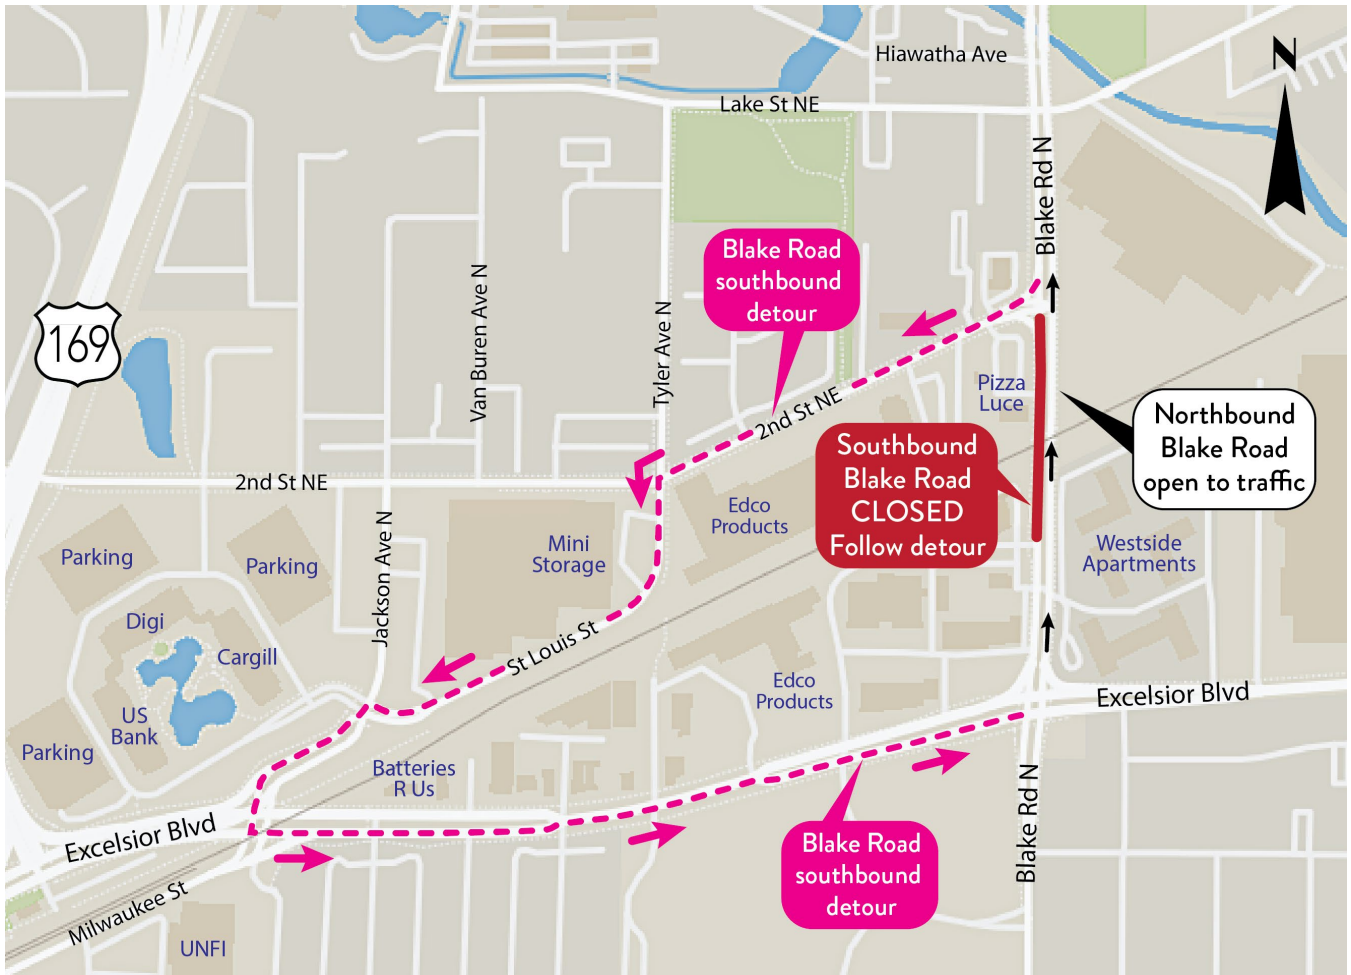 Hiawatha Ave
N
Lake St NE
Blake Rd N
Blake Road
southbound
detour
169
Van Buren Ave N
Tyler Ave N
Pizza
Luce
Northbound
Blake Road
open to traffic
2nd St NE
Southbound
Blake Road
CLOSED
Follow detour
2nd St NE
Edco
Products
Jackson Ave N
Mini
Storage
Westside
Apartments
Parking
Parking
Digi
Cargill
St Louis St
Edco
Products
Excelsior Blvd
US
Bank
Parking
Batteries
R Us
Blake Rd N
Excelsior Blvd
Blake Road
southbound
detour
Milwaukee St
UNFI